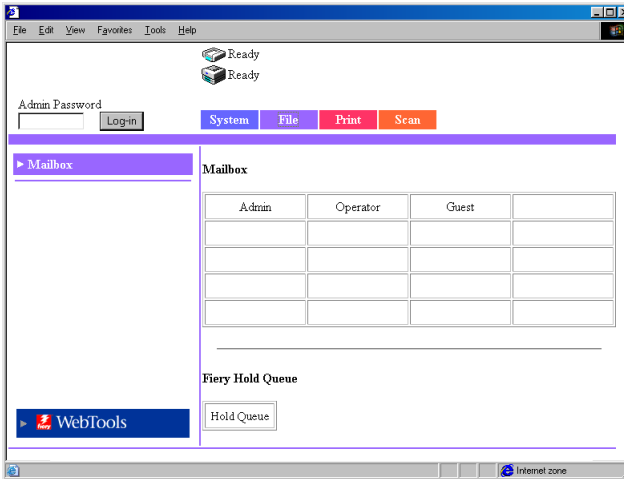 File Edit View Favorites Tools Help
Ready
Ready
Admin Password
Log-in
System File Print Scan
Mailbox
Mailbox
Admin Operator Guest
Fiery Hold Queue
Hold Queue
fiery WebTools
Internet zone